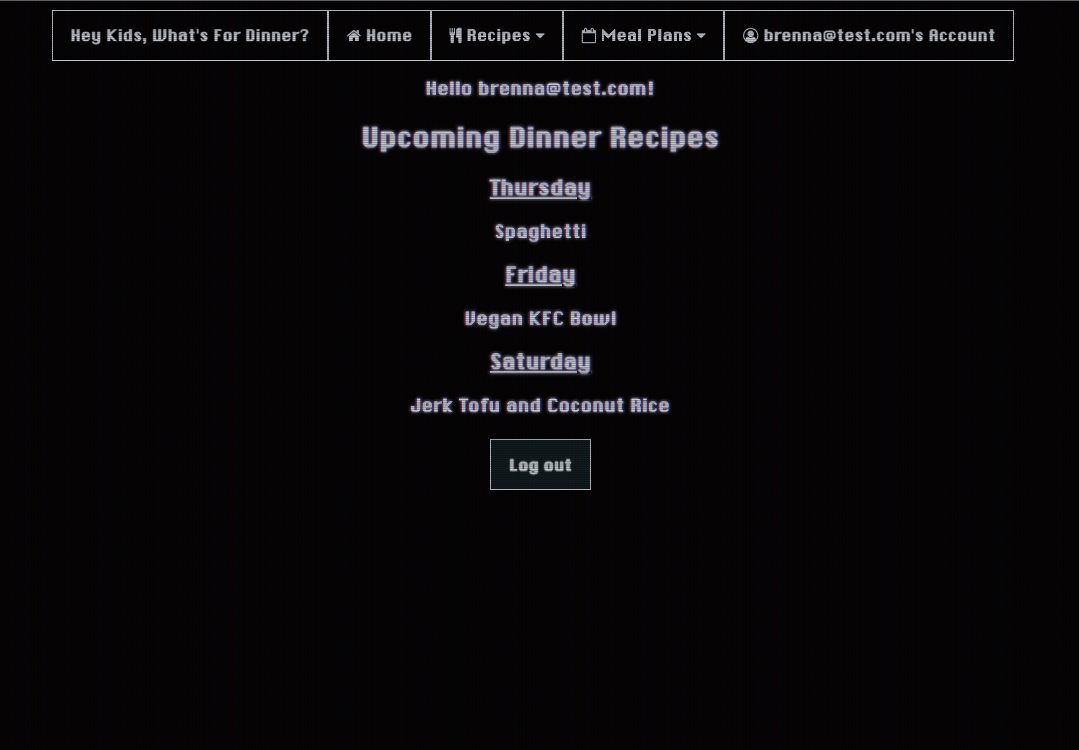 Hey Kids, What's For Dinner? Home Recipes Meal Plans brenna@test.com's Account
Hello brenna@test.com!
Upcoming Dinner Recipes
Thursday
Spaghetti
Friday
Vegan KFC Bowl
Saturday
Jerk Tofu and Coconut Rice
Log out